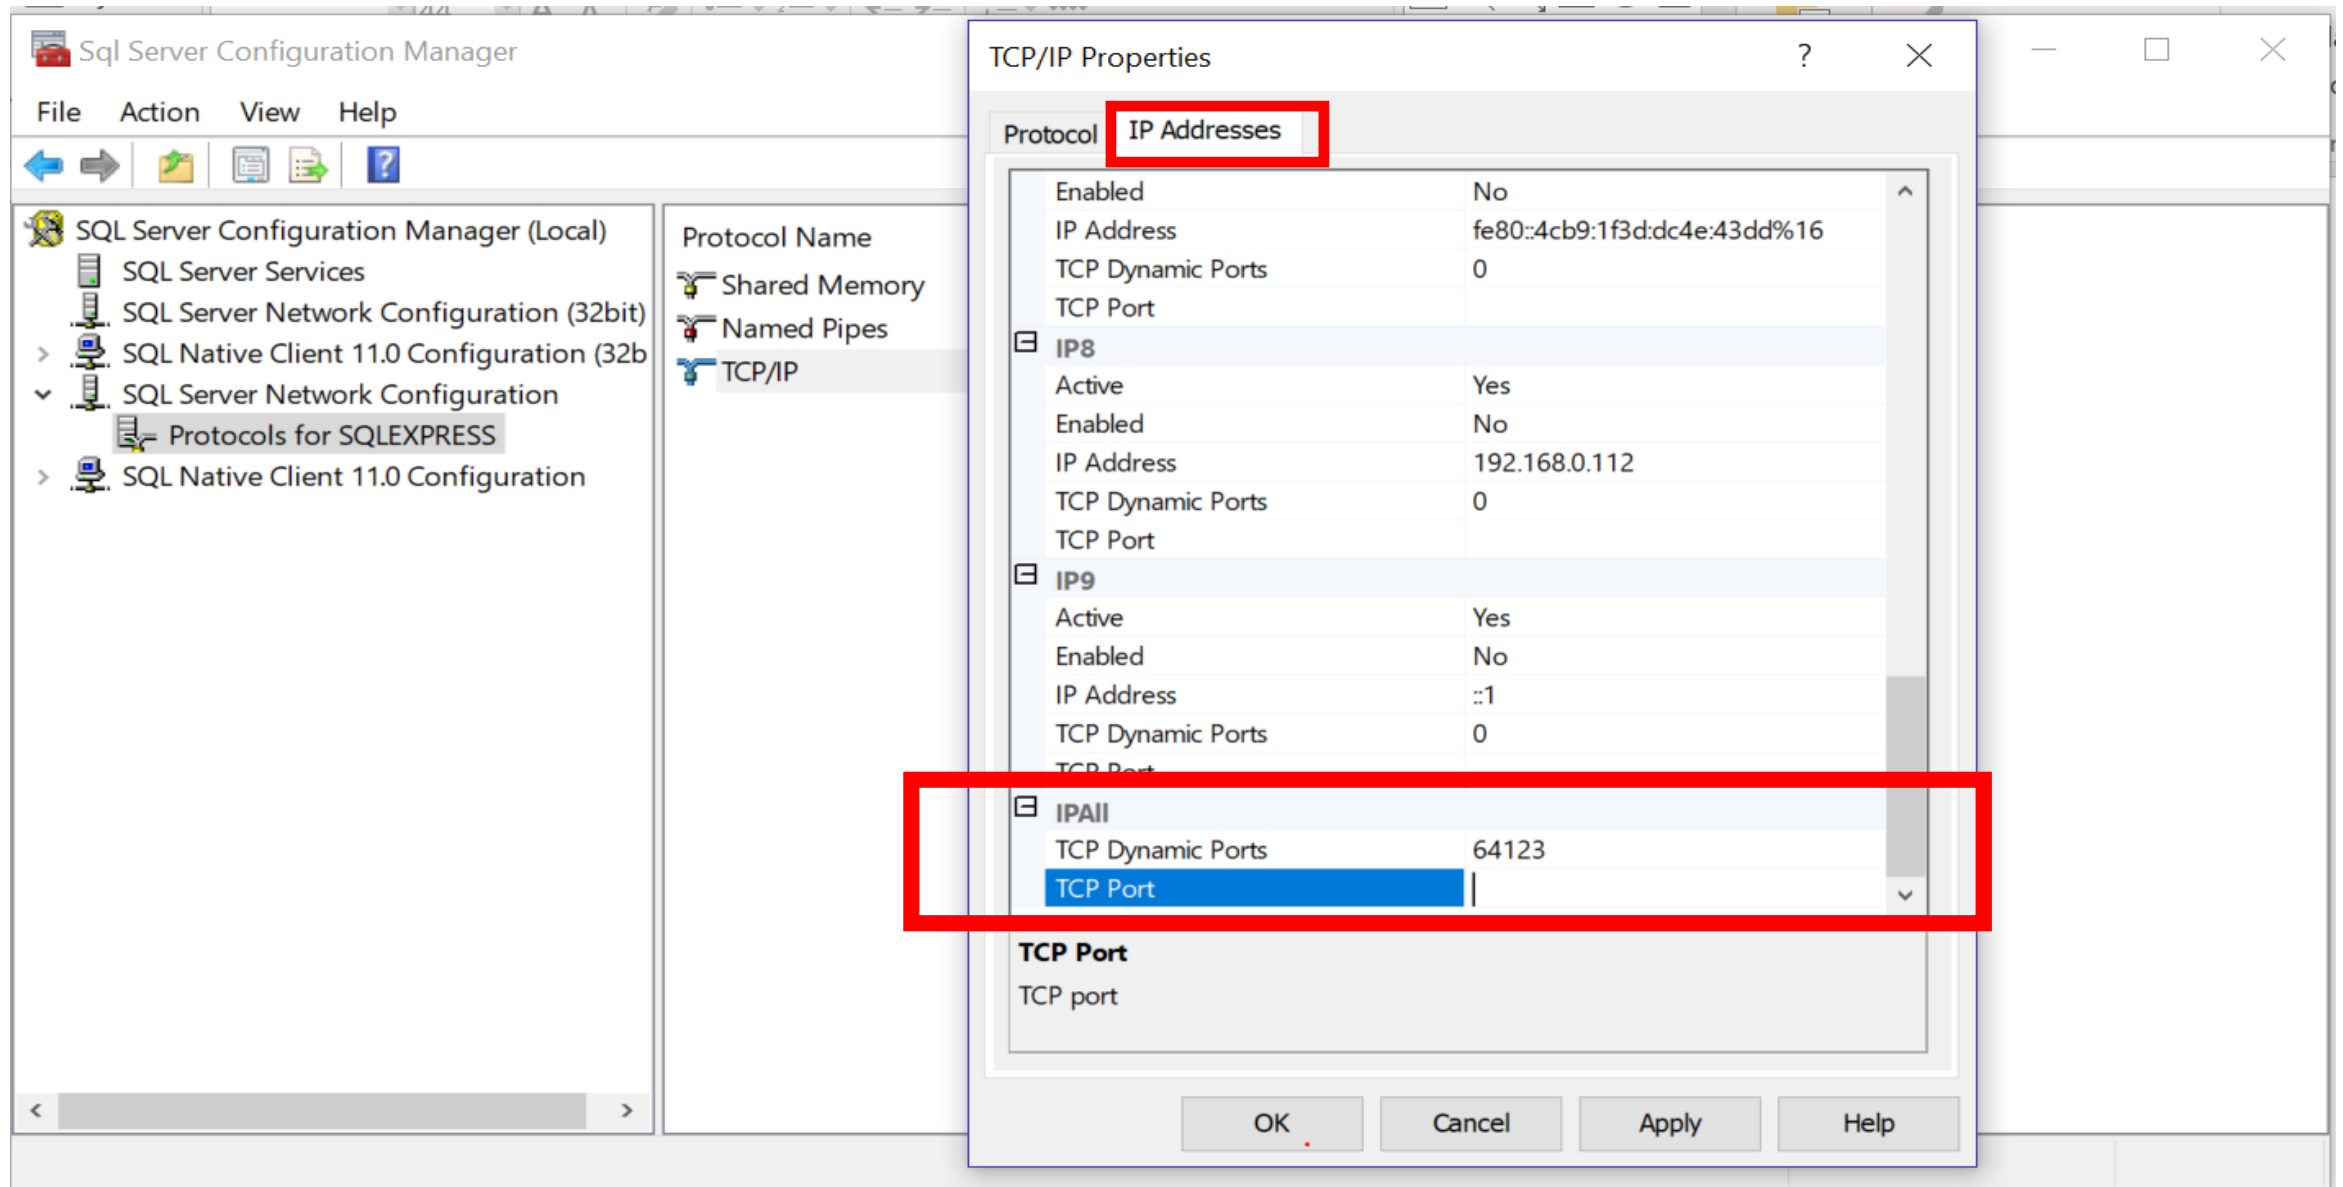 44
Sql Server Configuration Manager
File Action View Help
SQL Server Configuration Manager (Local)
SQL Server Services
SQL Server Network Configuration (32bit)
SQL Native Client 11.0 Configuration (32b
SQL Server Network Configuration
Protocols for SQLEXPRESS
SQL Native Client 11.0 Configuration
Protocol Name
Shared Memory
Named Pipes
TCP/IP
TCP/IP Properties
Protocol IP Addresses
Enabled No
IP Address fe80::4cb9:1f3d:dc4e:43dd%16
TCP Dynamic Ports 0
TCP Port
IP8
Active Yes
Enabled No
IP Address 192.168.0.112
TCP Dynamic Ports 0
TCP Port
IP9
Active Yes
Enabled No
IP Address ::1
TCP Dynamic Ports 0
TCP Port
IPAll
TCP Dynamic Ports 64123
TCP Port
TCP Port
TCP port
OK Cancel Apply Help